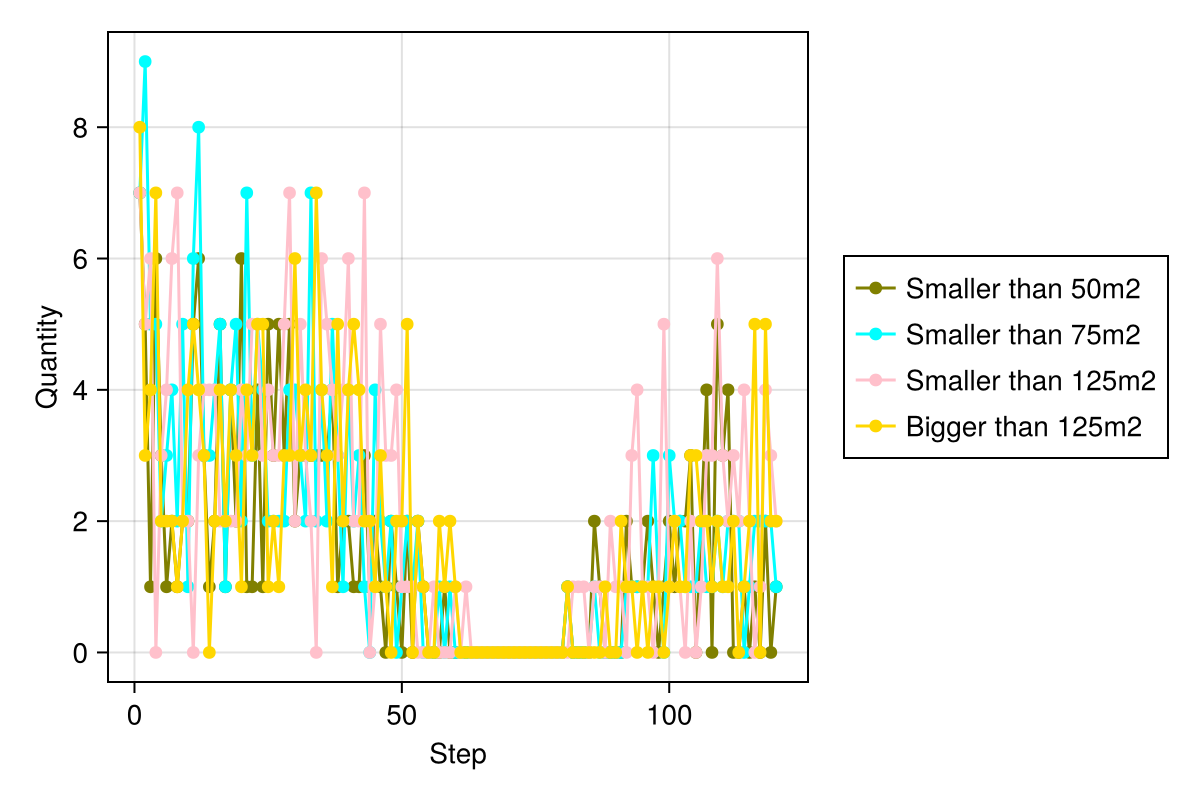 8
6
4
2
0
Quantity
0 50 100
Step
Smaller than 50m2
Smaller than 75m2
Smaller than 125m2
Bigger than 125m2